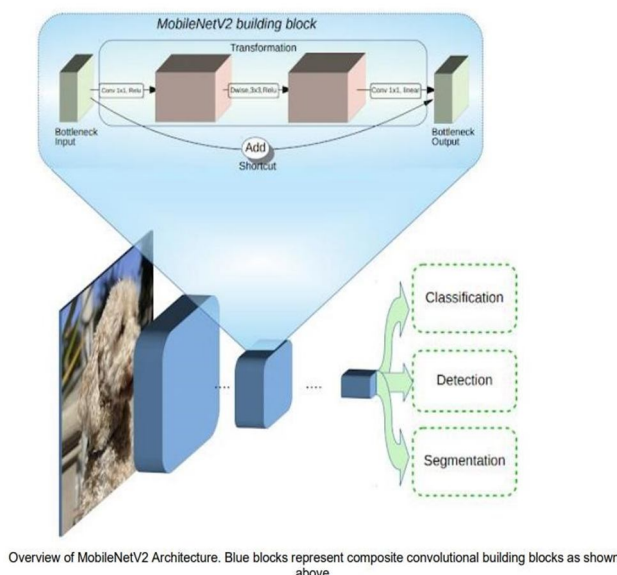 MobileNetV2 building block
Transformation
Conv 1x1, Relu
Dwise,3x3,Relu
Conv 1x1, linear
Bottleneck
Input
Bottleneck
Output
Add
Shortcut
Classification
.... ....
Detection
Segmentation
Overview of MobileNetV2 Architecture. Blue blocks represent composite convolutional building blocks as shown
above